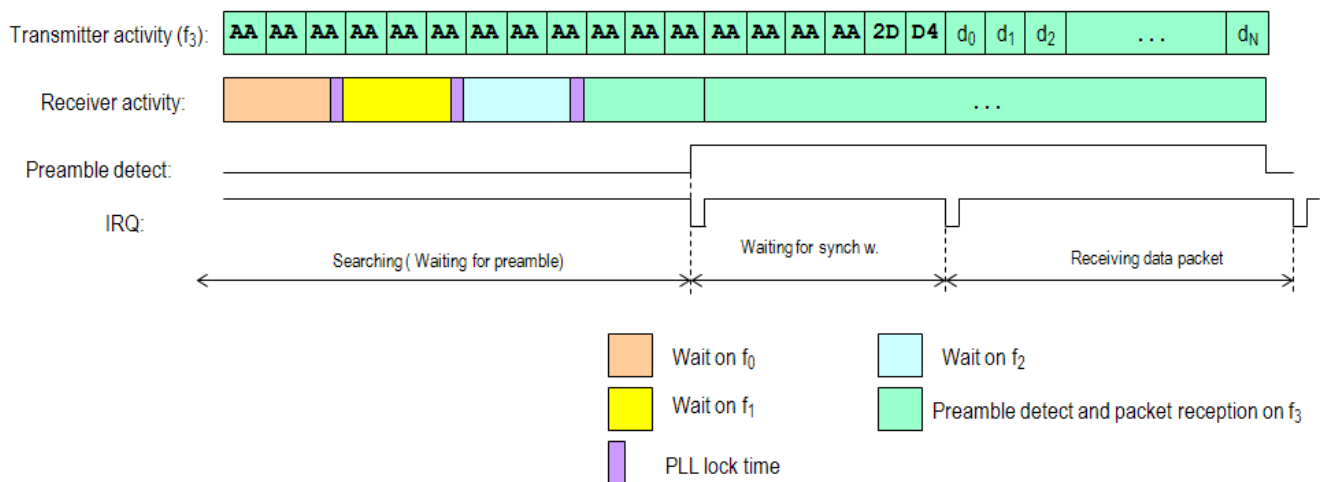 Transmitter activity (f3): AA AA AA AA AA AA AA AA AA AA AA AA AA AA AA AA 2D D4 d0 d1 d2 ... dN
Receiver activity: ...
Preamble detect:
IRQ:
Searching ( Waiting for preamble) Waiting for synch w. Receiving data packet
Wait on f0 Wait on f2
Wait on f1 Preamble detect and packet reception on f3
PLL lock time